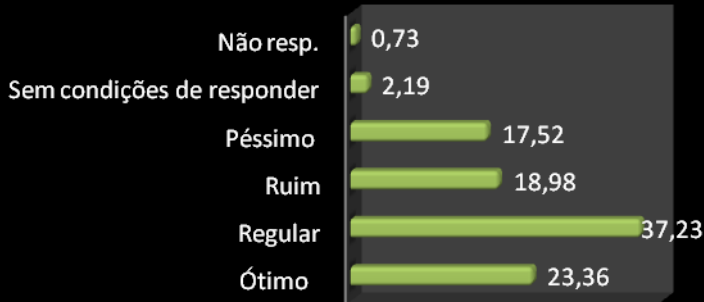 Não resp. 0,73
Sem condições de responder 2,19
Péssimo 17,52
Ruim 18,98
Regular 37,23
Ótimo 23,36